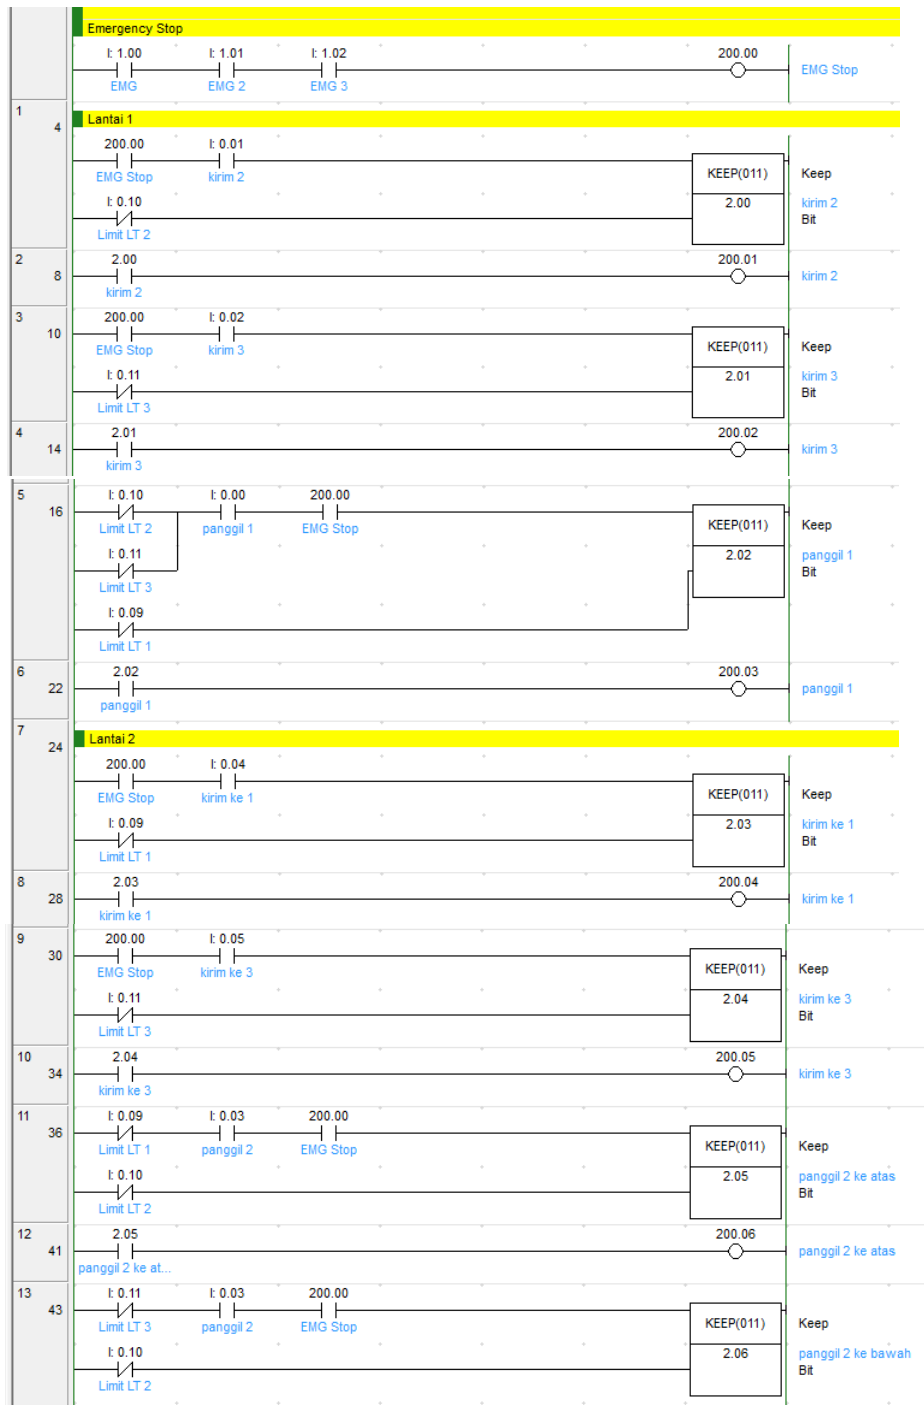 Emergency Stop
I: 1.00 I: 1.01 I: 1.02 200.00
EMG EMG 2 EMG 3 EMG Stop
1
4 Lantai 1
200.00 I: 0.01
EMG Stop kirim 2 KEEP(011) Keep
I: 0.10 2.00 kirim 2
Limit LT 2 Bit
2 2.00 200.01
8 kirim 2 kirim 2
3 200.00 I: 0.02
10 EMG Stop kirim 3 KEEP(011) Keep
I: 0.11 2.01 kirim 3
Limit LT 3 Bit
4 2.01 200.02
14 kirim 3 kirim 3
5 I: 0.10 I: 0.00 200.00
16 Limit LT 2 panggil 1 EMG Stop KEEP(011) Keep
I: 0.11 2.02 panggil 1
Limit LT 3 Bit
I: 0.09
Limit LT 1
6 2.02 200.03
22 panggil 1 panggil 1
7
24 Lantai 2
200.00 I: 0.04
EMG Stop kirim ke 1 KEEP(011) Keep
I: 0.09 2.03 kirim ke 1
Limit LT 1 Bit
8 2.03 200.04
28 kirim ke 1 kirim ke 1
9 200.00 I: 0.05
30 EMG Stop kirim ke 3 KEEP(011) Keep
I: 0.11 2.04 kirim ke 3
Limit LT 3 Bit
10 2.04 200.05
34 kirim ke 3 kirim ke 3
11 I: 0.09 I: 0.03 200.00
36 Limit LT 1 panggil 2 EMG Stop KEEP(011) Keep
I: 0.10 2.05 panggil 2 ke atas
Limit LT 2 Bit
12 2.05 200.06
41 panggil 2 ke at... panggil 2 ke atas
13 I: 0.11 I: 0.03 200.00
43 Limit LT 3 panggil 2 EMG Stop KEEP(011) Keep
I: 0.10 2.06 panggil 2 ke bawah
Limit LT 2 Bit